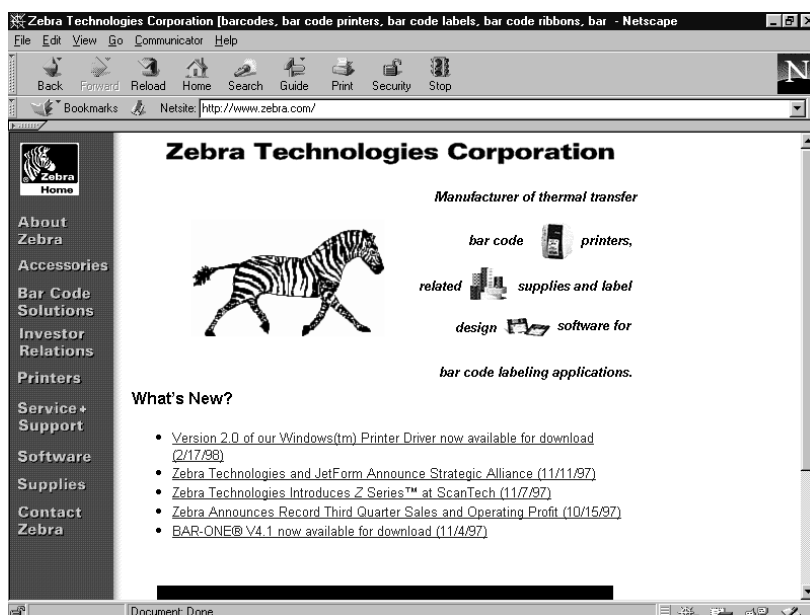 Zebra Technologies Corporation [barcodes, bar code printers, bar code labels, bar code ribbons, bar - Netscape
File Edit View Go Communicator Help
Back Forward Reload Home Search Guide Print Security Stop
N
Bookmarks Netsite: http://www.zebra.com/
Zebra
Home
About
Zebra
Accessories
Bar Code
Solutions
Investor
Relations
Printers
Service+
Support
Software
Supplies
Contact
Zebra
Zebra Technologies Corporation
Manufacturer of thermal transfer
bar code printers,
related supplies and label
design software for
bar code labeling applications.
What's New?
• Version 2.0 of our Windows(tm) Printer Driver now available for download
(2/17/98)
• Zebra Technologies and JetForm Announce Strategic Alliance (11/11/97)
• Zebra Technologies Introduces Z Series™ at ScanTech (11/7/97)
• Zebra Announces Record Third Quarter Sales and Operating Profit (10/15/97)
• BAR-ONE® V4.1 now available for download (11/4/97)
Document: Done